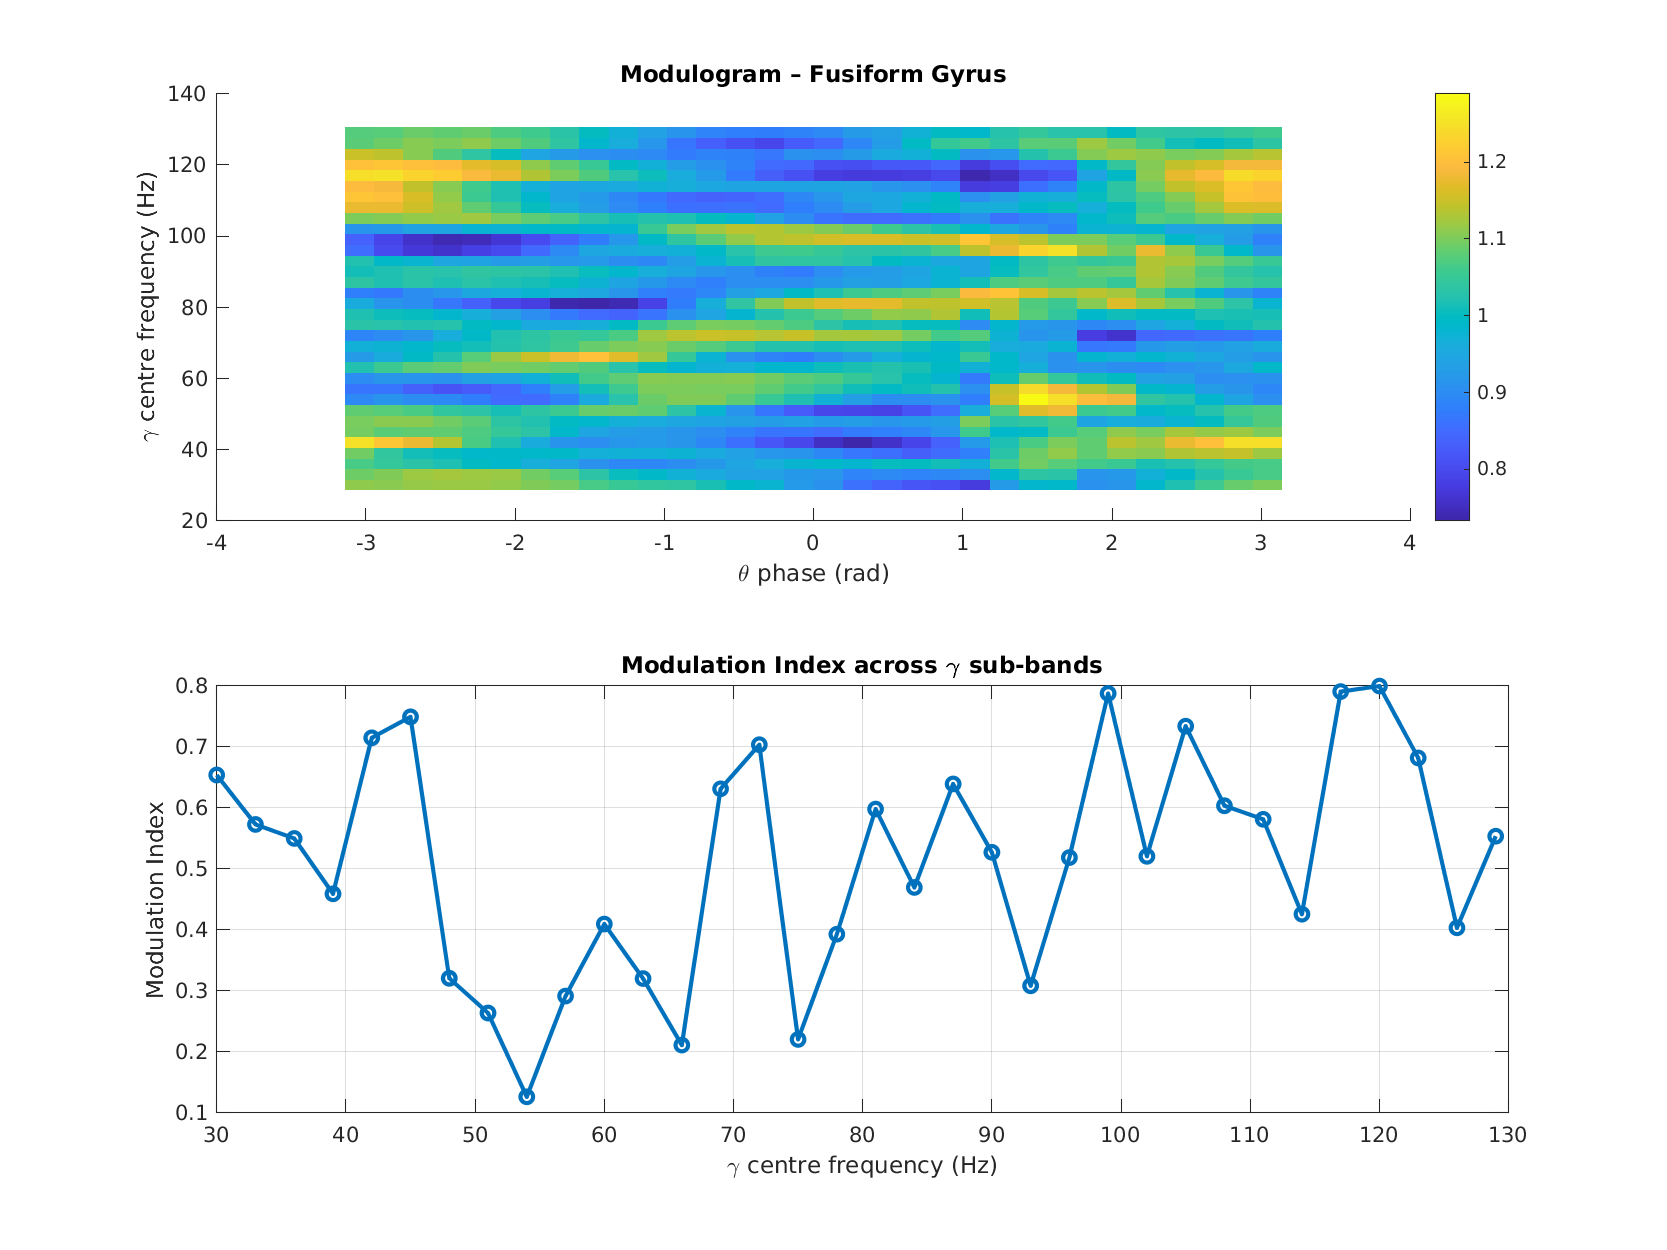 Modulogram – Fusiform Gyrus
140
120
100
80
60
40
20
γ centre frequency (Hz)
-4 -3 -2 -1 0 1 2 3 4
θ phase (rad)
1.2
1.1
1
0.9
0.8
Modulation Index across γ sub-bands
0.8
0.7
0.6
0.5
0.4
0.3
0.2
0.1
Modulation Index
30 40 50 60 70 80 90 100 110 120 130
γ centre frequency (Hz)